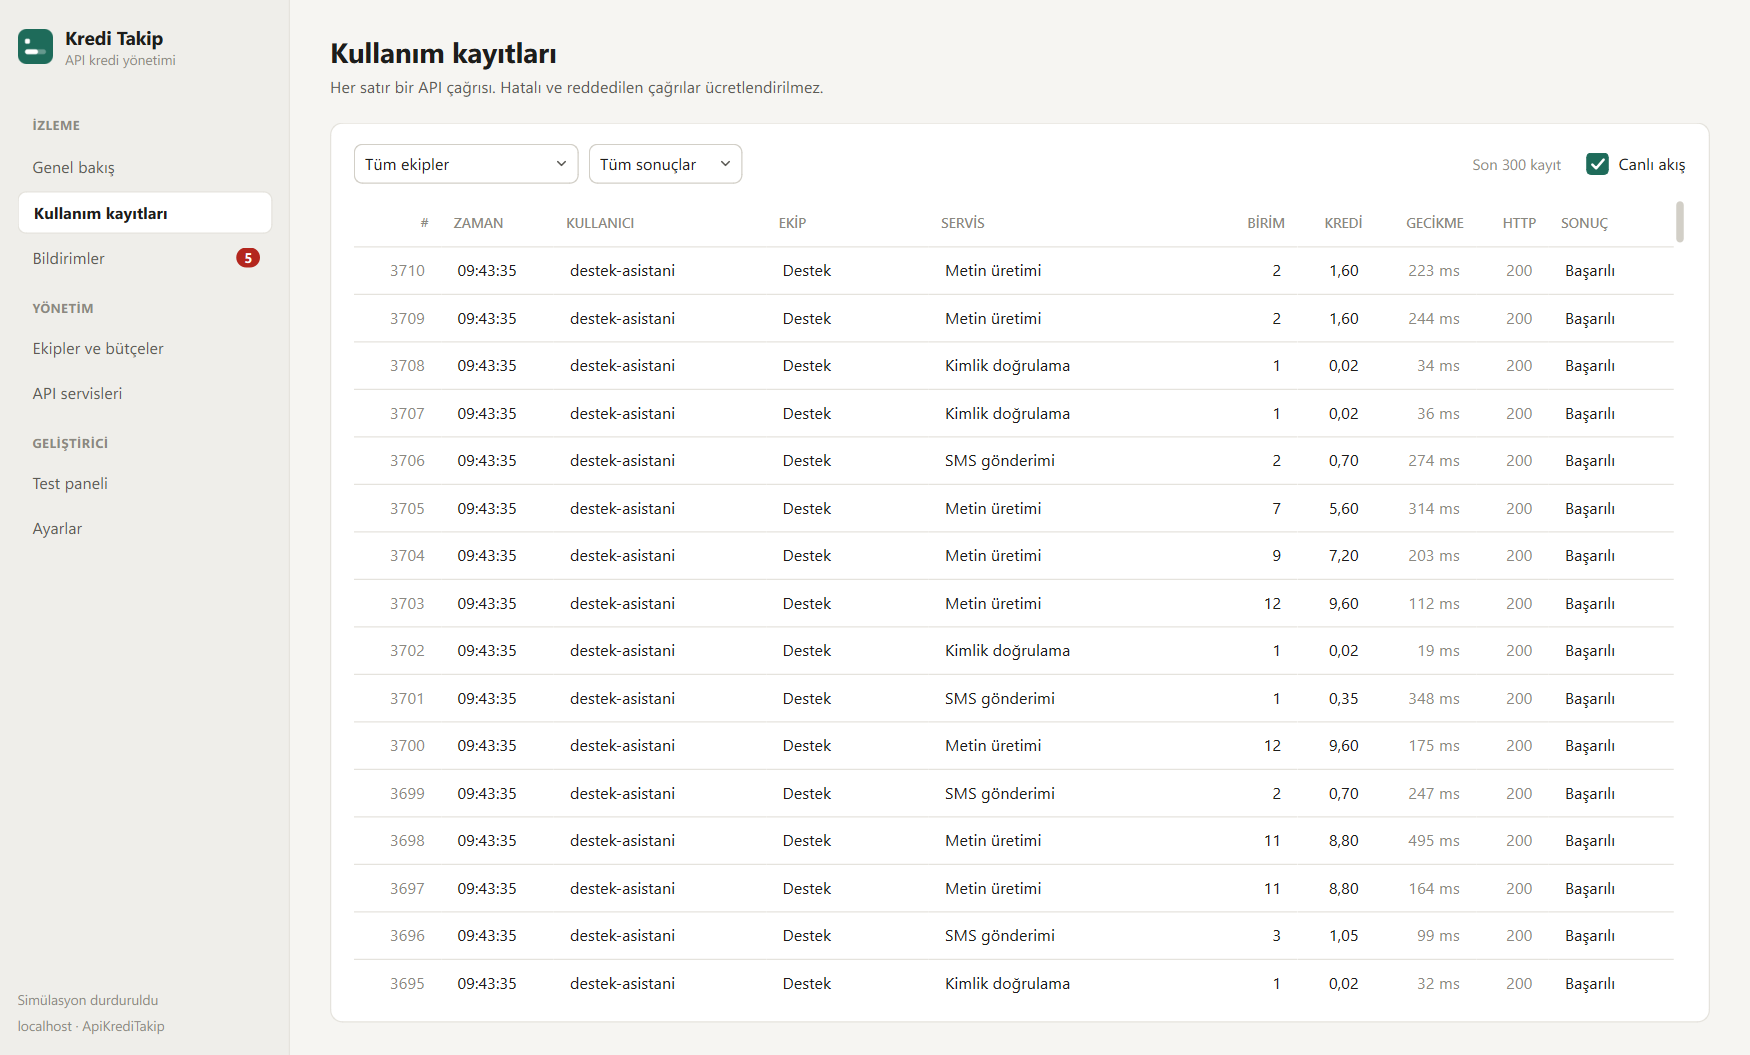 Kredi Takip
API kredi yönetimi
İZLEME
Genel bakış
Kullanım kayıtları
Bildirimler 5
YÖNETİM
Ekipler ve bütçeler
API servisleri
GELİŞTİRİCİ
Test paneli
Ayarlar
Simülasyon durduruldu
localhost · ApiKrediTakip
Kullanım kayıtları
Her satır bir API çağrısı. Hatalı ve reddedilen çağrılar ücretlendirilmez.
Tüm ekipler Tüm sonuçlar Son 300 kayıt Canlı akış
# ZAMAN KULLANICI EKİP SERVİS BİRİM KREDİ GECİKME HTTP SONUÇ
3710 09:43:35 destek-asistani Destek Metin üretimi 2 1,60 223 ms 200 Başarılı
3709 09:43:35 destek-asistani Destek Metin üretimi 2 1,60 244 ms 200 Başarılı
3708 09:43:35 destek-asistani Destek Kimlik doğrulama 1 0,02 34 ms 200 Başarılı
3707 09:43:35 destek-asistani Destek Kimlik doğrulama 1 0,02 36 ms 200 Başarılı
3706 09:43:35 destek-asistani Destek SMS gönderimi 2 0,70 274 ms 200 Başarılı
3705 09:43:35 destek-asistani Destek Metin üretimi 7 5,60 314 ms 200 Başarılı
3704 09:43:35 destek-asistani Destek Metin üretimi 9 7,20 203 ms 200 Başarılı
3703 09:43:35 destek-asistani Destek Metin üretimi 12 9,60 112 ms 200 Başarılı
3702 09:43:35 destek-asistani Destek Kimlik doğrulama 1 0,02 19 ms 200 Başarılı
3701 09:43:35 destek-asistani Destek SMS gönderimi 1 0,35 348 ms 200 Başarılı
3700 09:43:35 destek-asistani Destek Metin üretimi 12 9,60 175 ms 200 Başarılı
3699 09:43:35 destek-asistani Destek SMS gönderimi 2 0,70 247 ms 200 Başarılı
3698 09:43:35 destek-asistani Destek Metin üretimi 11 8,80 495 ms 200 Başarılı
3697 09:43:35 destek-asistani Destek Metin üretimi 11 8,80 164 ms 200 Başarılı
3696 09:43:35 destek-asistani Destek SMS gönderimi 3 1,05 99 ms 200 Başarılı
3695 09:43:35 destek-asistani Destek Kimlik doğrulama 1 0,02 32 ms 200 Başarılı